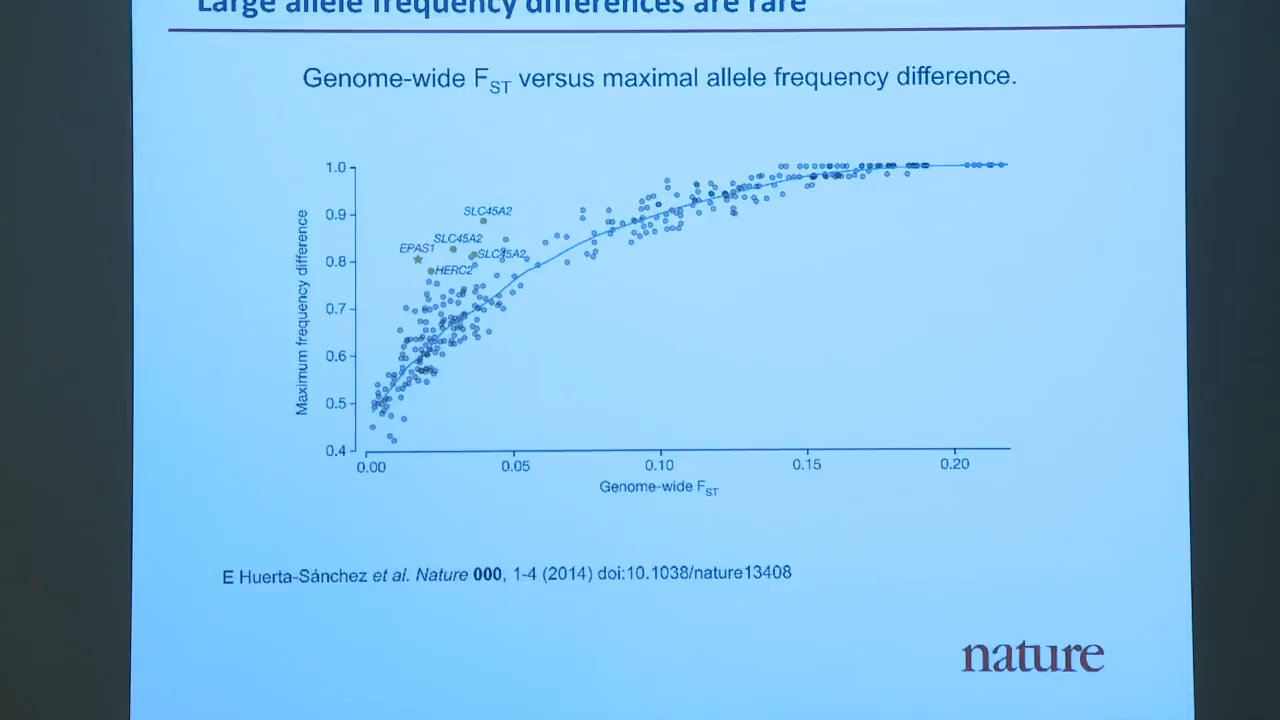 Large allele frequency differences are rare
Genome-wide FST versus maximal allele frequency difference.
1.0
0.9
0.8
0.7
0.6
0.5
0.4
Maximum frequency difference
SLC45A2
SLC45A2
EPAS1
SLC45A2
HERC2
0.00
0.05
0.10
0.15
0.20
Genome-wide FST
E Huerta-Sánchez et al. Nature 000, 1-4 (2014) doi:10.1038/nature13408
nature